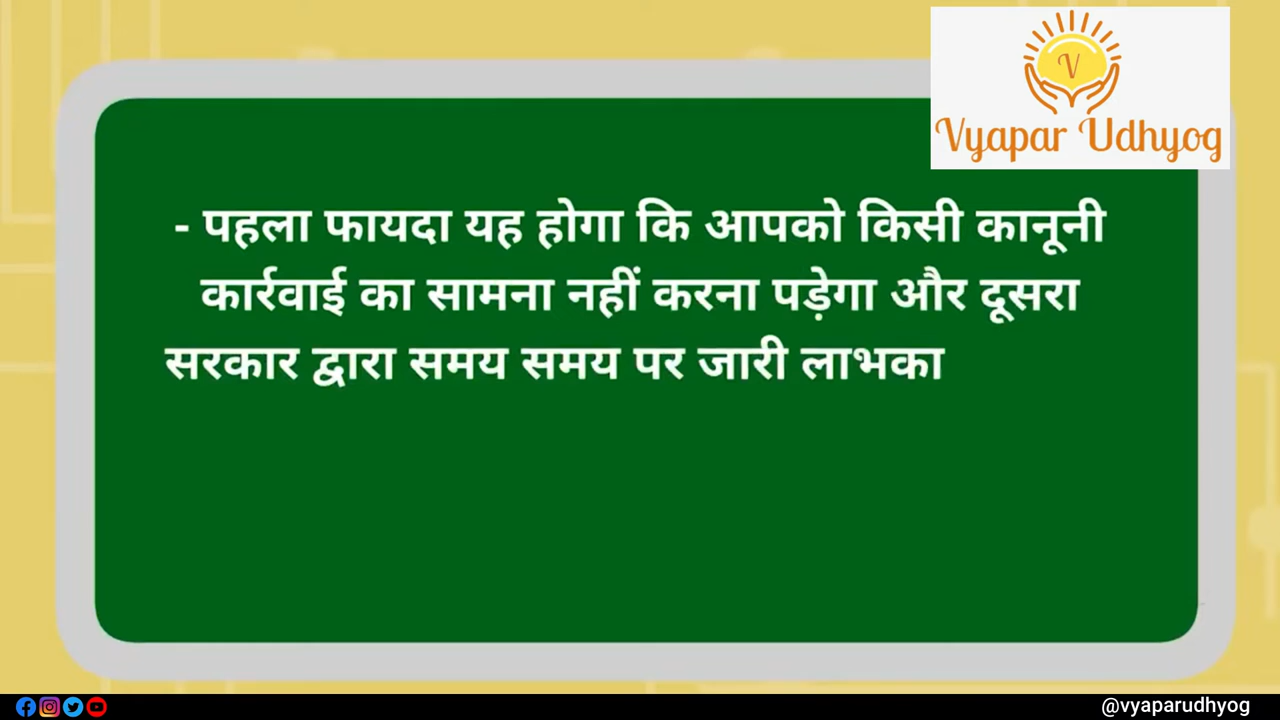 V
Vyapar Udhyog
- पहला फायदा यह होगा कि आपको किसी कानूनी
कार्रवाई का सामना नहीं करना पड़ेगा और दूसरा
सरकार द्वारा समय समय पर जारी लाभका
@vyaparudhyog